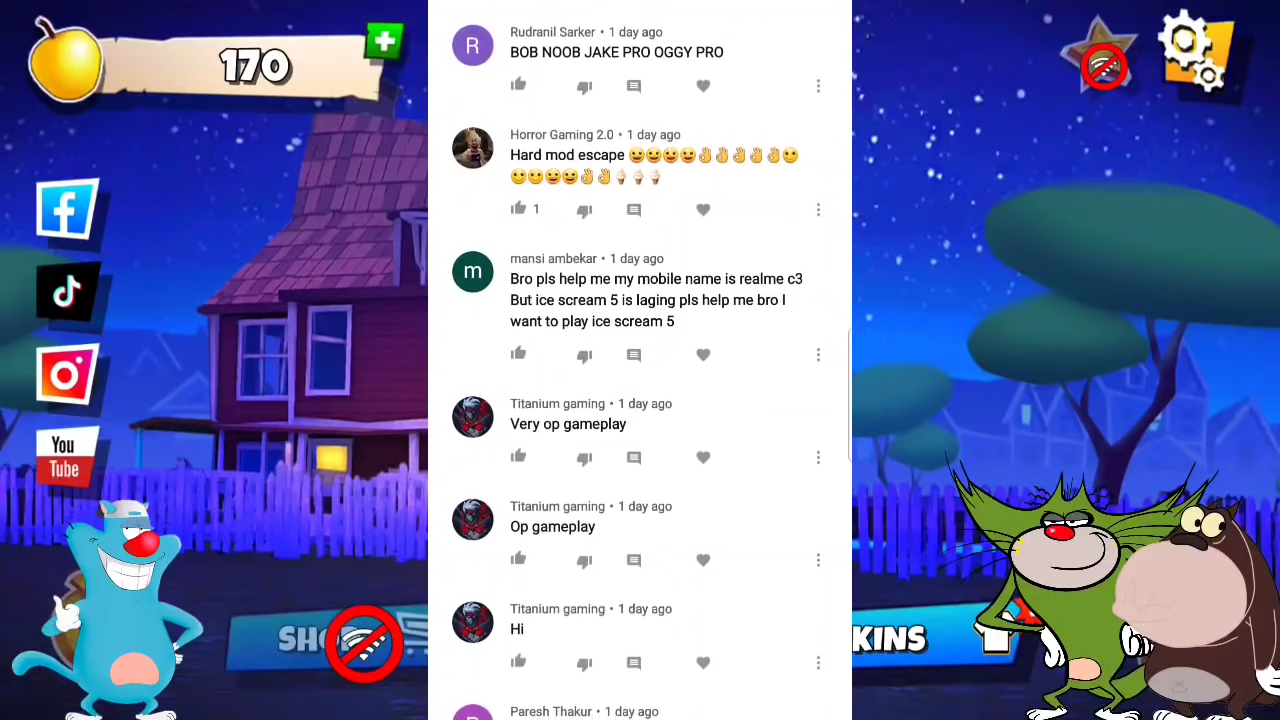 170
R
Rudranil Sarker • 1 day ago
BOB NOOB JAKE PRO OGGY PRO
Horror Gaming 2.0 • 1 day ago
Hard mod escape 😀😀😀😀👌👌👌👌👌🙂
🙂🙂😀😀👌👌🍦🍦🍦
1
m
mansi ambekar • 1 day ago
Bro pls help me my mobile name is realme c3
But ice scream 5 is laging pls help me bro I
want to play ice scream 5
Titanium gaming • 1 day ago
Very op gameplay
Titanium gaming • 1 day ago
Op gameplay
Titanium gaming • 1 day ago
Hi
Paresh Thakur • 1 day ago
You
Tube
SHO
KINS